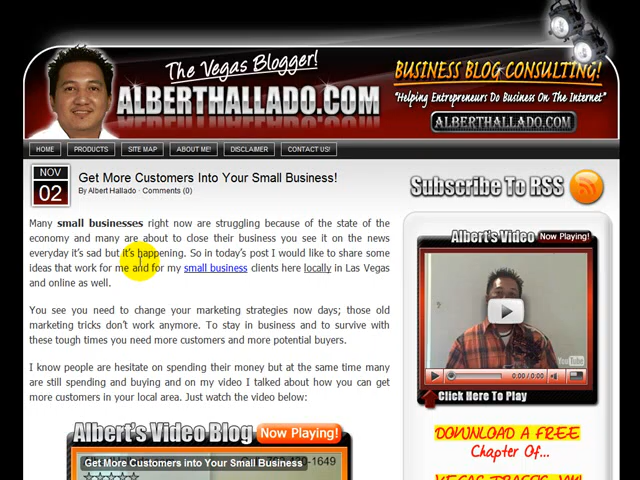 The Vegas Blogger!
ALBERTHALLADO.COM
BUSINESS BLOG CONSULTING!
"Helping Entrepreneurs Do Business On The Internet"
ALBERTHALLADO.COM
HOME PRODUCTS SITE MAP ABOUT ME! DISCLAIMER CONTACT US!
NOV
02
Get More Customers Into Your Small Business!
By Albert Hallado · Comments (0)
Many small businesses right now are struggling because of the state of the
economy and many are about to close their business you see it on the news
everyday it's sad but it's happening. So in today's post I would like to share some
ideas that work for me and for my small business clients here locally in Las Vegas
and online as well.
You see you need to change your marketing strategies now days; those old
marketing tricks don't work anymore. To stay in business and to survive with
these tough times you need more customers and more potential buyers.
I know people are hesitate on spending their money but at the same time many
are still spending and buying and on my video I talked about how you can get
more customers in your local area. Just watch the video below:
Albert's Video Blog Now Playing!
Get More Customers into Your Small Business
-1649
Subscribe To RSS
Albert's Video Now Playing!
YouTube
0:00 / 0:00
Click Here To Play
DOWNLOAD A FREE
Chapter Of...